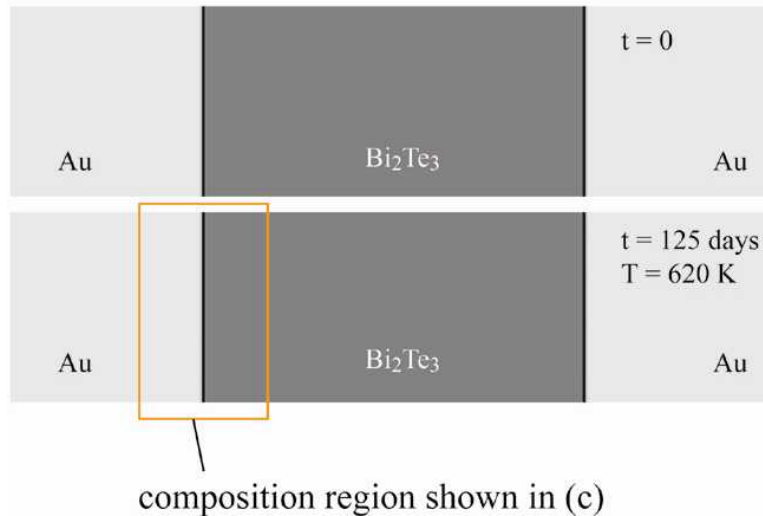 t = 0
Au Bi₂Te₃ Au
t = 125 days
T = 620 K
Au Bi₂Te₃ Au
composition region shown in (c)